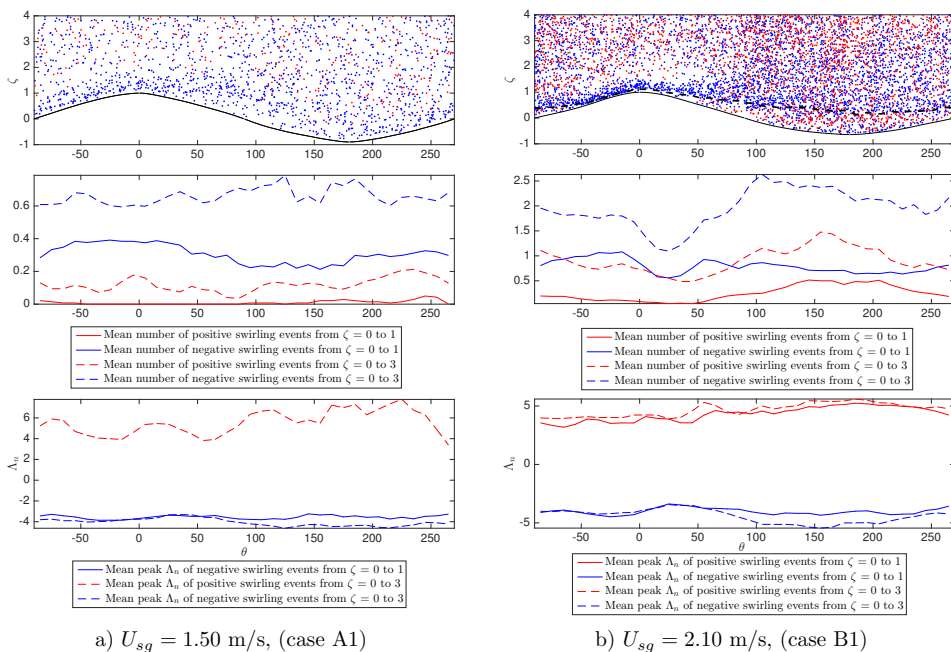 4
3
2
1
0
-1
ζ
-50 0 50 100 150 200 250
0.6
0.4
0.2
0
-50 0 50 100 150 200 250
Mean number of positive swirling events from ζ = 0 to 1
Mean number of negative swirling events from ζ = 0 to 1
Mean number of positive swirling events from ζ = 0 to 3
Mean number of negative swirling events from ζ = 0 to 3
6
4
2
0
-2
-4
Λn
-50 0 50 100 150 200 250
θ
Mean peak Λn of negative swirling events from ζ = 0 to 1
Mean peak Λn of positive swirling events from ζ = 0 to 3
Mean peak Λn of negative swirling events from ζ = 0 to 3
a) Usg = 1.50 m/s, (case A1)
4
3
2
1
0
-1
ζ
-50 0 50 100 150 200 250
2.5
2
1.5
1
0.5
-50 0 50 100 150 200 250
Mean number of positive swirling events from ζ = 0 to 1
Mean number of negative swirling events from ζ = 0 to 1
Mean number of positive swirling events from ζ = 0 to 3
Mean number of negative swirling events from ζ = 0 to 3
5
0
-5
Λn
-50 0 50 100 150 200 250
θ
Mean peak Λn of positive swirling events from ζ = 0 to 1
Mean peak Λn of negative swirling events from ζ = 0 to 1
Mean peak Λn of positive swirling events from ζ = 0 to 3
Mean peak Λn of negative swirling events from ζ = 0 to 3
b) Usg = 2.10 m/s, (case B1)